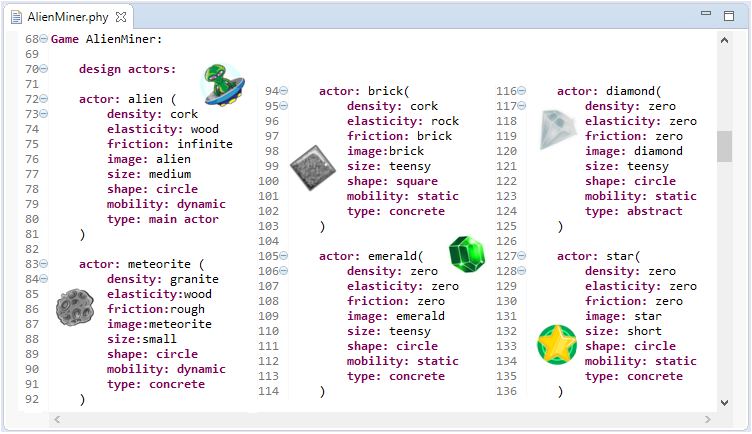 AlienMiner.phy
68 Game AlienMiner:
69
70 design actors:
71
72 actor: alien (
73 density: cork
74 elasticity: wood
75 friction: infinite
76 image: alien
77 size: medium
78 shape: circle
79 mobility: dynamic
80 type: main actor
81 )
82
83 actor: meteorite (
84 density: granite
85 elasticity:wood
86 friction:rough
87 image:meteorite
88 size:small
89 shape: circle
90 mobility: dynamic
91 type: concrete
92 )
94 actor: brick(
95 density: cork
96 elasticity: rock
97 friction: brick
98 image:brick
99 size: teensy
100 shape: square
101 mobility: static
102 type: concrete
103 )
104
105 actor: emerald(
106 density: zero
107 elasticity: zero
108 friction: zero
109 image: emerald
110 size: teensy
111 shape: circle
112 mobility: static
113 type: concrete
114 )
116 actor: diamond(
117 density: zero
118 elasticity: zero
119 friction: zero
120 image: diamond
121 size: teensy
122 shape: circle
123 mobility: static
124 type: abstract
125 )
126
127 actor: star(
128 density: zero
129 elasticity: zero
130 friction: zero
131 image: star
132 size: short
133 shape: circle
134 mobility: static
135 type: concrete
136 )